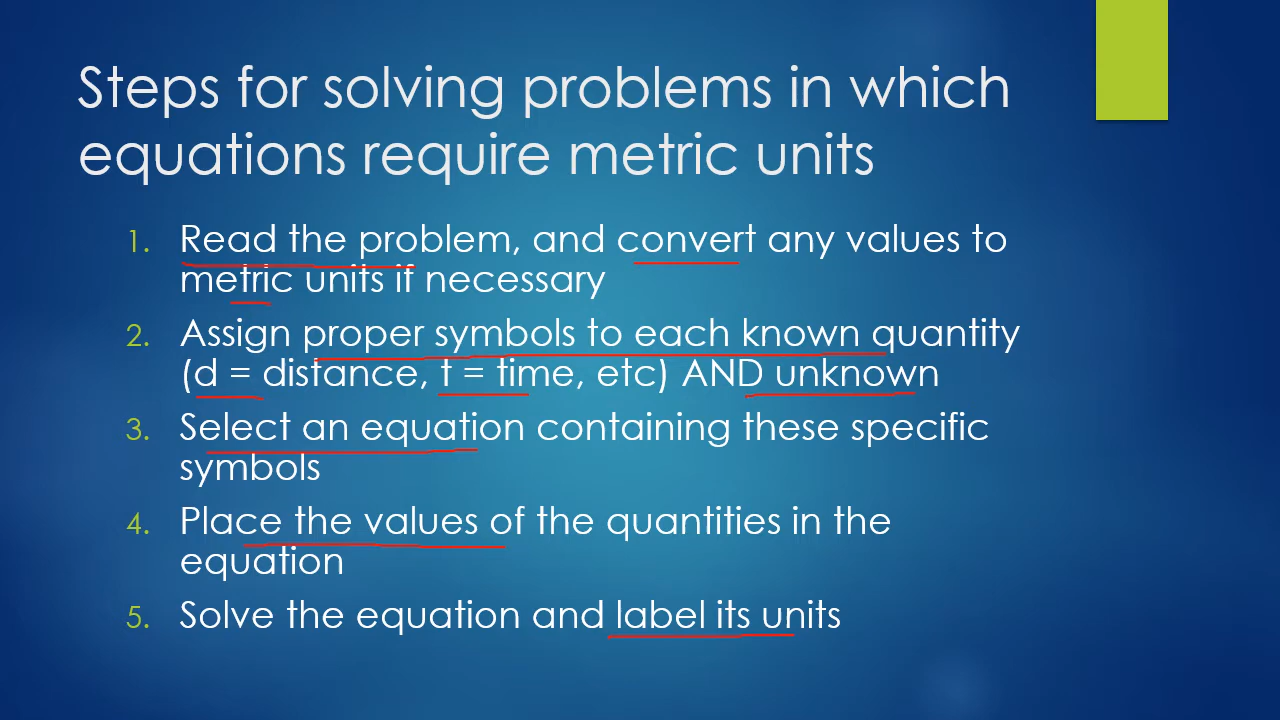 Steps for solving problems in which
equations require metric units
1. Read the problem, and convert any values to
metric units if necessary
2. Assign proper symbols to each known quantity
(d = distance, t = time, etc) AND unknown
3. Select an equation containing these specific
symbols
4. Place the values of the quantities in the
equation
5. Solve the equation and label its units